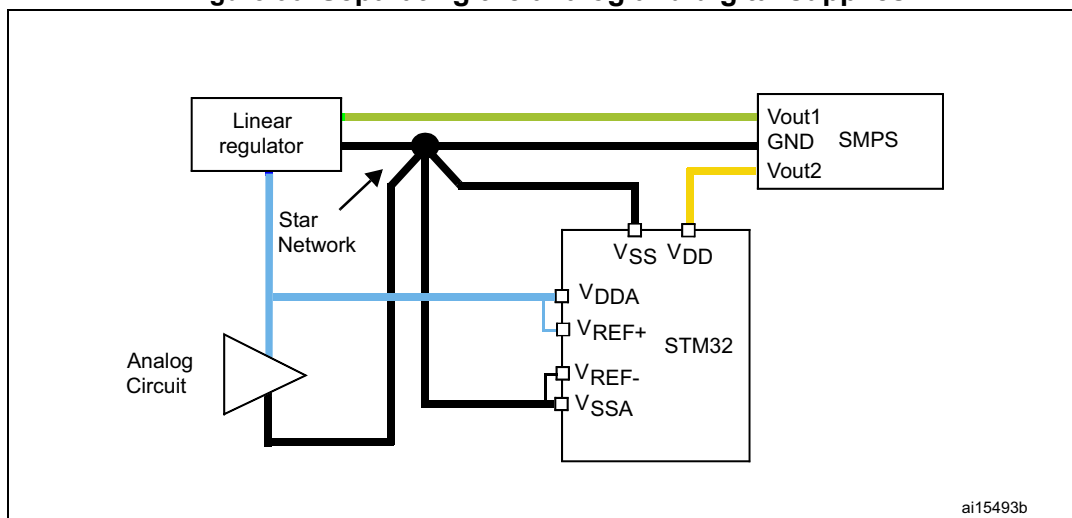 Linear
regulator
Vout1
GND
SMPS
Vout2
Star
Network
VSS
VDD
VDDA
VREF+
STM32
VREF-
VSSA
Analog
Circuit
ai15493b